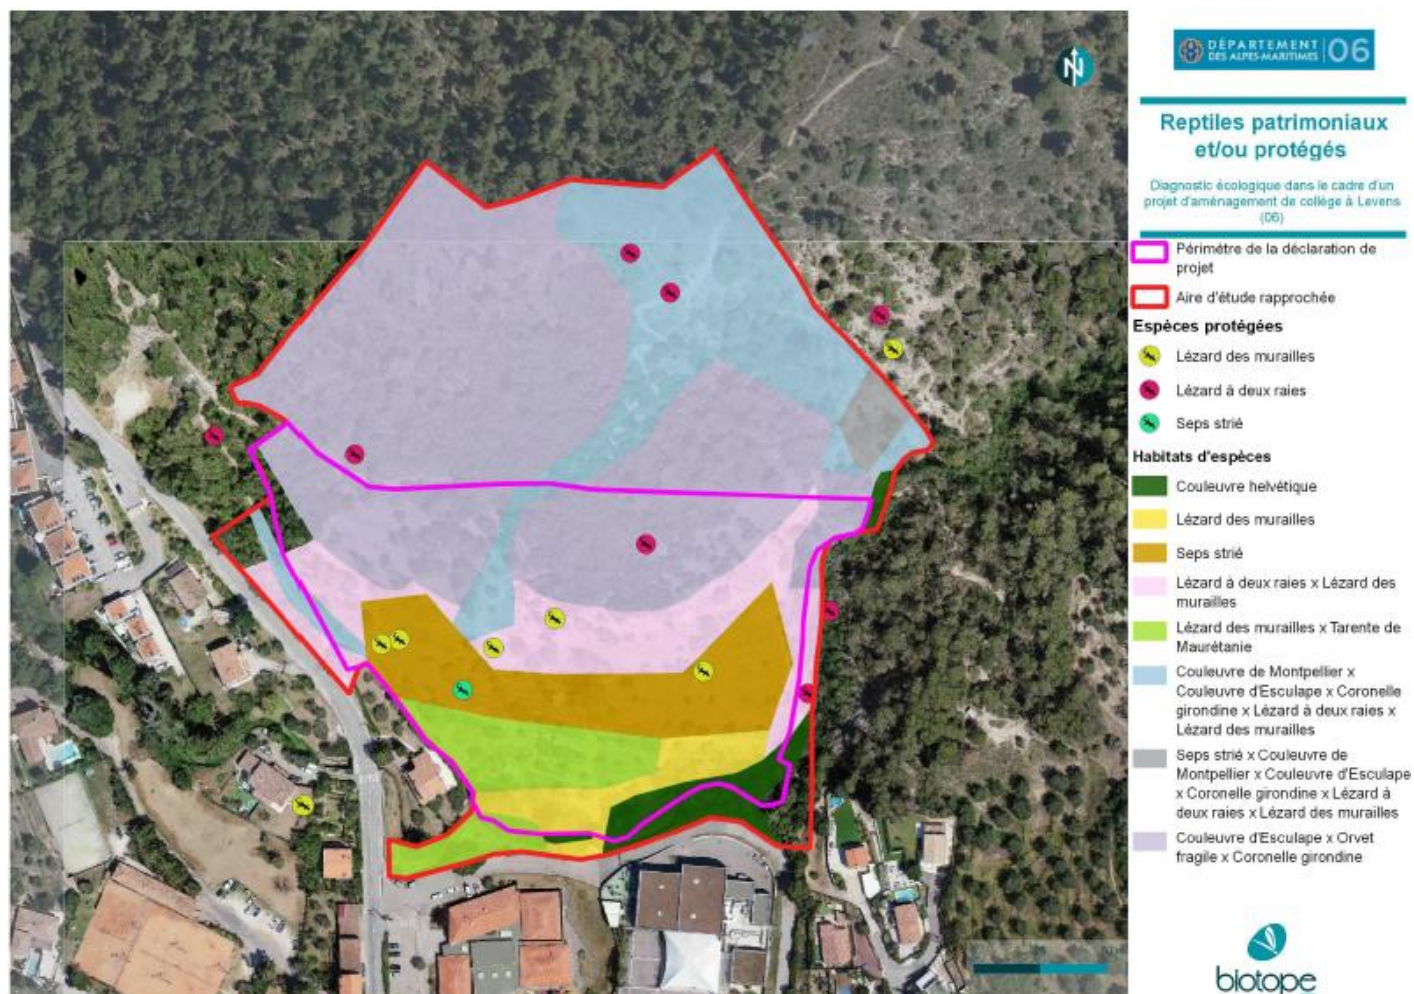 N
DÉPARTEMENT
DES ALPES-MARITIMES
06
Reptiles patrimoniaux
et/ou protégés
Diagnostic écologique dans le cadre d'un
projet d'aménagement de collège à Levens
(06)
Périmètre de la déclaration de
projet
Aire d'étude rapprochée
Espèces protégées
Lézard des murailles
Lézard à deux raies
Seps strié
Habitats d'espèces
Couleuvre helvétique
Lézard des murailles
Seps strié
Lézard à deux raies x Lézard des
murailles
Lézard des murailles x Tarente de
Maurétanie
Couleuvre de Montpellier x
Couleuvre d'Esculape x Coronelle
girondine x Lézard à deux raies x
Lézard des murailles
Seps strié x Couleuvre de
Montpellier x Couleuvre d'Esculape
x Coronelle girondine x Lézard à
deux raies x Lézard des murailles
Couleuvre d'Esculape x Orvet
fragile x Coronelle girondine
biotope